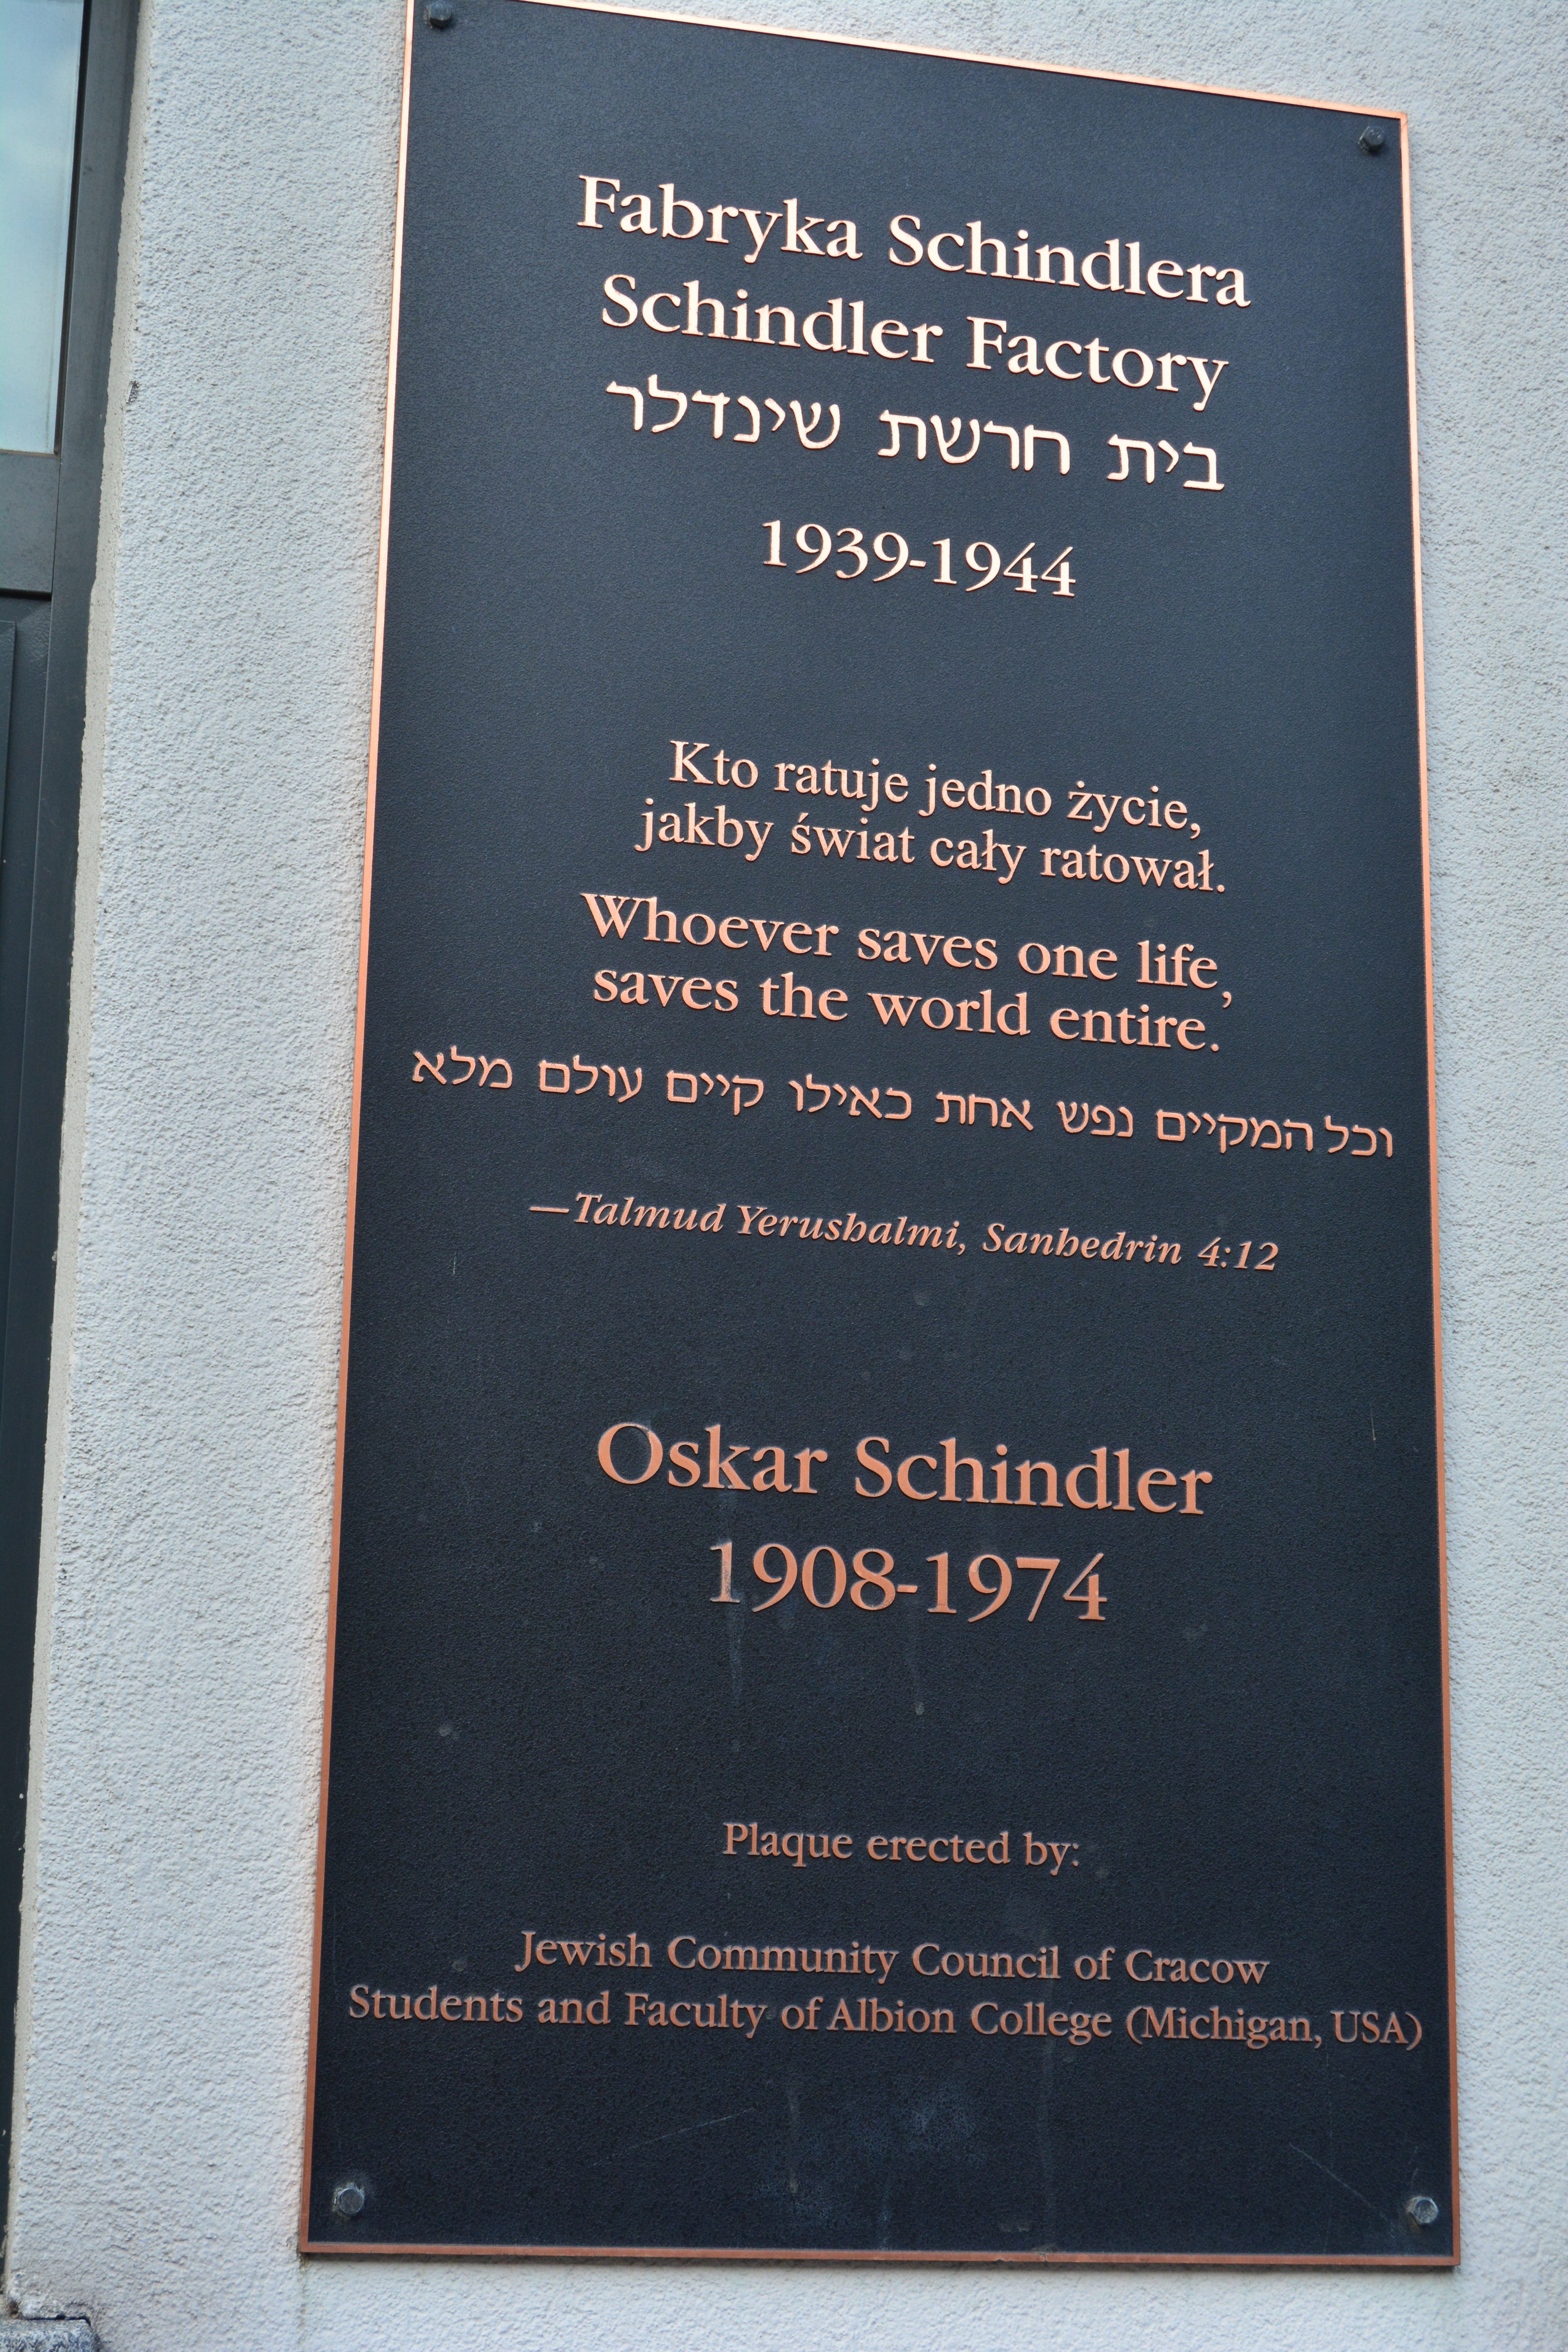 Fabryka Schindlera
Schindler Factory
בית חרשת שינדלר
1939-1944
Kto ratuje jedno życie,
jakby świat cały ratował.
Whoever saves one life,
saves the world entire.
וכל המקיים נפש אחת כאילו קיים עולם מלא
—Talmud Yerushalmi, Sanhedrin 4:12
Oskar Schindler
1908-1974
Plaque erected by:
Jewish Community Council of Cracow
Students and Faculty of Albion College (Michigan, USA)